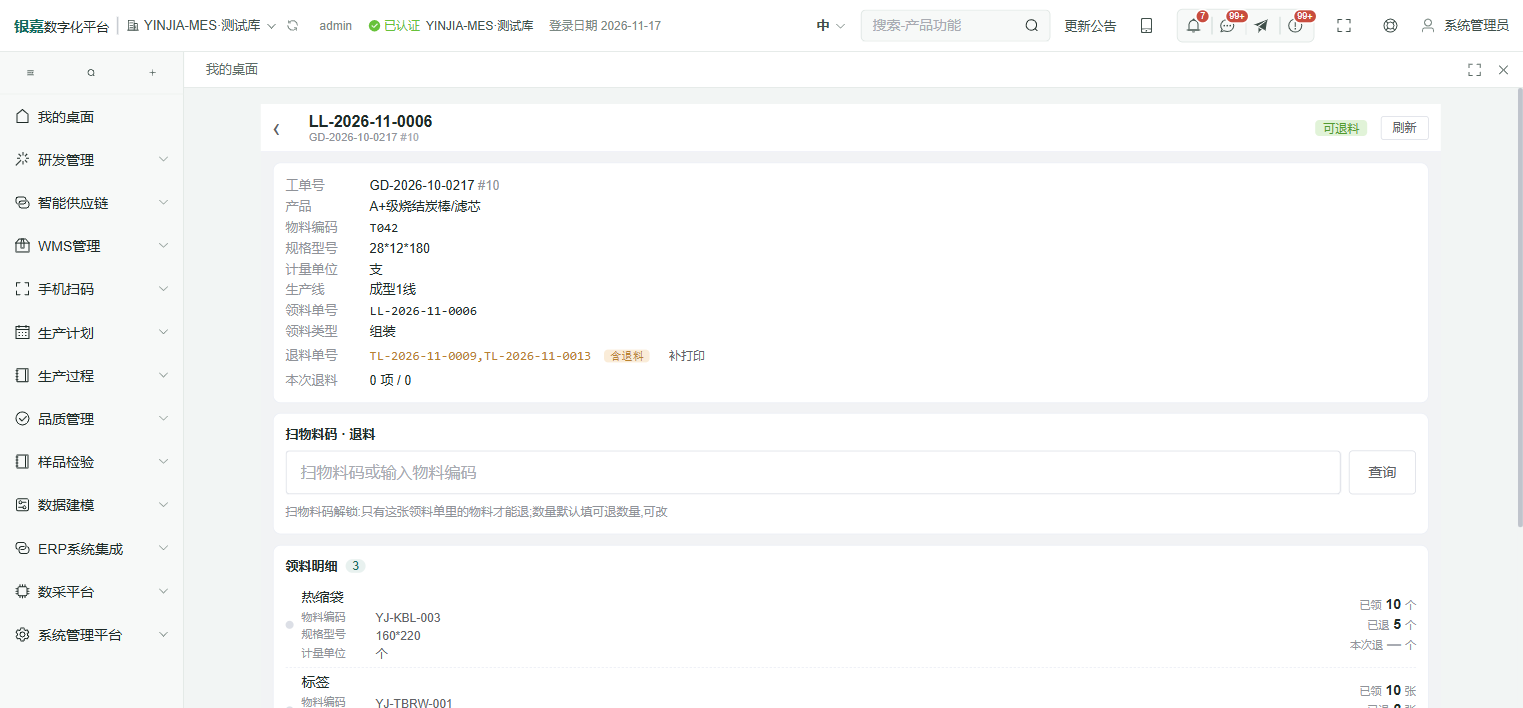 银嘉数字化平台 YINJIA-MES·测试库 admin 已认证 YINJIA-MES·测试库 登录日期 2026-11-17 中 搜索-产品功能 更新公告 7 99+ 99+ 系统管理员
我的桌面
我的桌面
研发管理
智能供应链
WMS管理
手机扫码
生产计划
生产过程
品质管理
样品检验
数据建模
ERP系统集成
数采平台
系统管理平台
LL-2026-11-0006
GD-2026-10-0217 #10
可退料 刷新
工单号 GD-2026-10-0217 #10
产品 A+级烧结炭棒/滤芯
物料编码 T042
规格型号 28*12*180
计量单位 支
生产线 成型1线
领料单号 LL-2026-11-0006
领料类型 组装
退料单号 TL-2026-11-0009,TL-2026-11-0013 含退料 补打印
本次退料 0 项 / 0
扫物料码 · 退料
扫物料码或输入物料编码 查询
扫物料码解锁:只有这张领料单里的物料才能退;数量默认填可退数量,可改
领料明细 3
热缩袋
物料编码 YJ-KBL-003
规格型号 160*220
计量单位 个
已领 10 个
已退 5 个
本次退 — 个
标签
物料编码 YJ-TBRW-001
已领 10 张